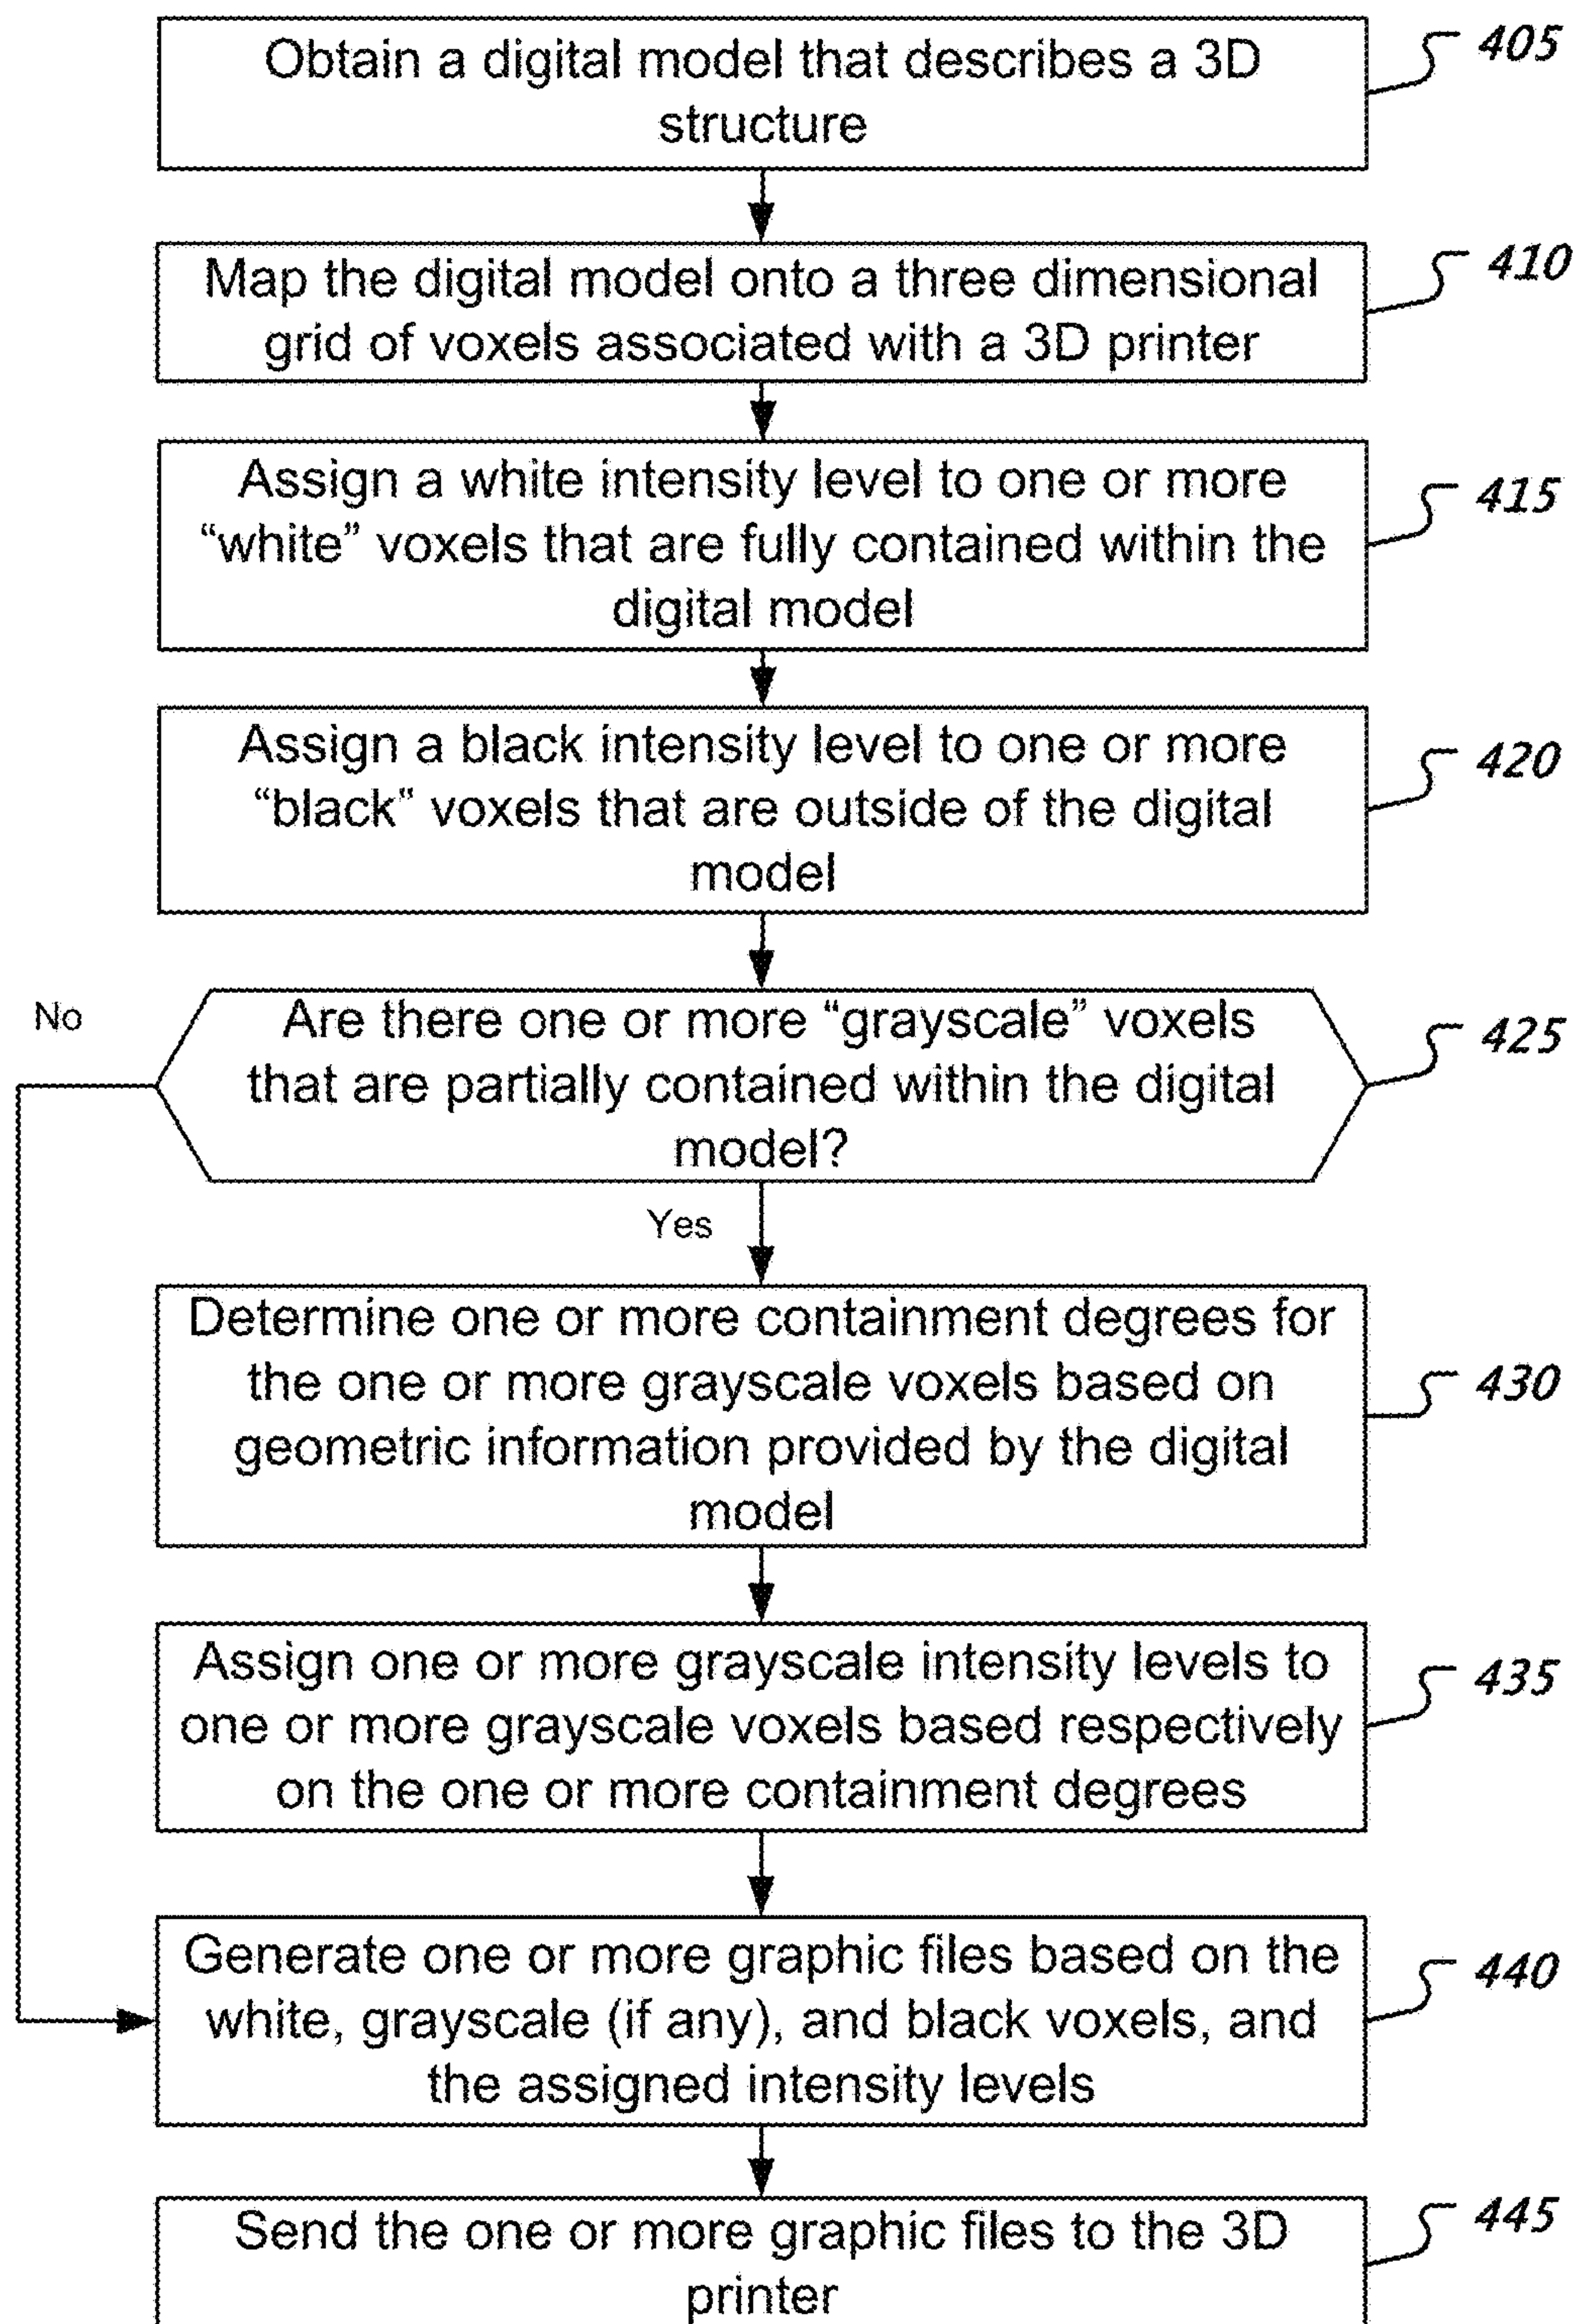 Obtain a digital model that describes a 3D
structure
405
Map the digital model onto a three dimensional
grid of voxels associated with a 3D printer
410
Assign a white intensity level to one or more
“white” voxels that are fully contained within the
digital model
415
Assign a black intensity level to one or more
“black” voxels that are outside of the digital
model
420
No
Are there one or more “grayscale” voxels
that are partially contained within the digital
model?
425
Yes
Determine one or more containment degrees for
the one or more grayscale voxels based on
geometric information provided by the digital
model
430
Assign one or more grayscale intensity levels to
one or more grayscale voxels based respectively
on the one or more containment degrees
435
Generate one or more graphic files based on the
white, grayscale (if any), and black voxels, and
the assigned intensity levels
440
Send the one or more graphic files to the 3D
printer
445